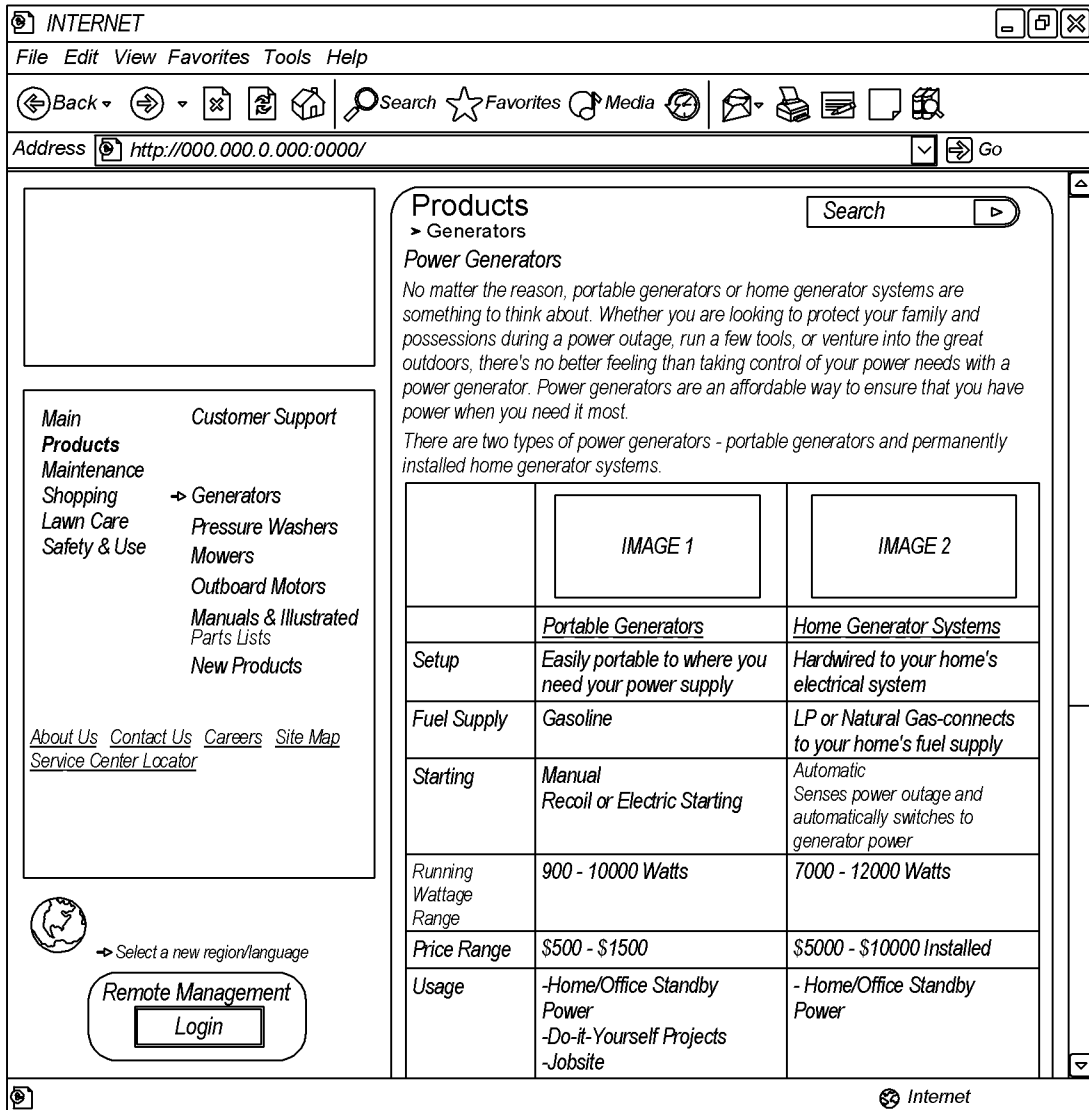 INTERNET
File Edit View Favorites Tools Help
Back Search Favorites Media
Address http://000.000.0.000:0000/ Go
Main
Products
Maintenance
Shopping
Lawn Care
Safety & Use
Customer Support
Generators
Pressure Washers
Mowers
Outboard Motors
Manuals & Illustrated
Parts Lists
New Products
About Us Contact Us Careers Site Map
Service Center Locator
Select a new region/language
Remote Management
Login
Products
Search
➤ Generators
Power Generators
No matter the reason, portable generators or home generator systems are
something to think about. Whether you are looking to protect your family and
possessions during a power outage, run a few tools, or venture into the great
outdoors, there's no better feeling than taking control of your power needs with a
power generator. Power generators are an affordable way to ensure that you have
power when you need it most.
There are two types of power generators - portable generators and permanently
installed home generator systems.
IMAGE 1
IMAGE 2
Portable Generators
Home Generator Systems
Setup
Easily portable to where you
need your power supply
Hardwired to your home's
electrical system
Fuel Supply
Gasoline
LP or Natural Gas-connects
to your home's fuel supply
Starting
Manual
Recoil or Electric Starting
Automatic
Senses power outage and
automatically switches to
generator power
Running
Wattage
Range
900 - 10000 Watts
7000 - 12000 Watts
Price Range
$500 - $1500
$5000 - $10000 Installed
Usage
-Home/Office Standby
Power
-Do-it-Yourself Projects
-Jobsite
- Home/Office Standby
Power
Internet